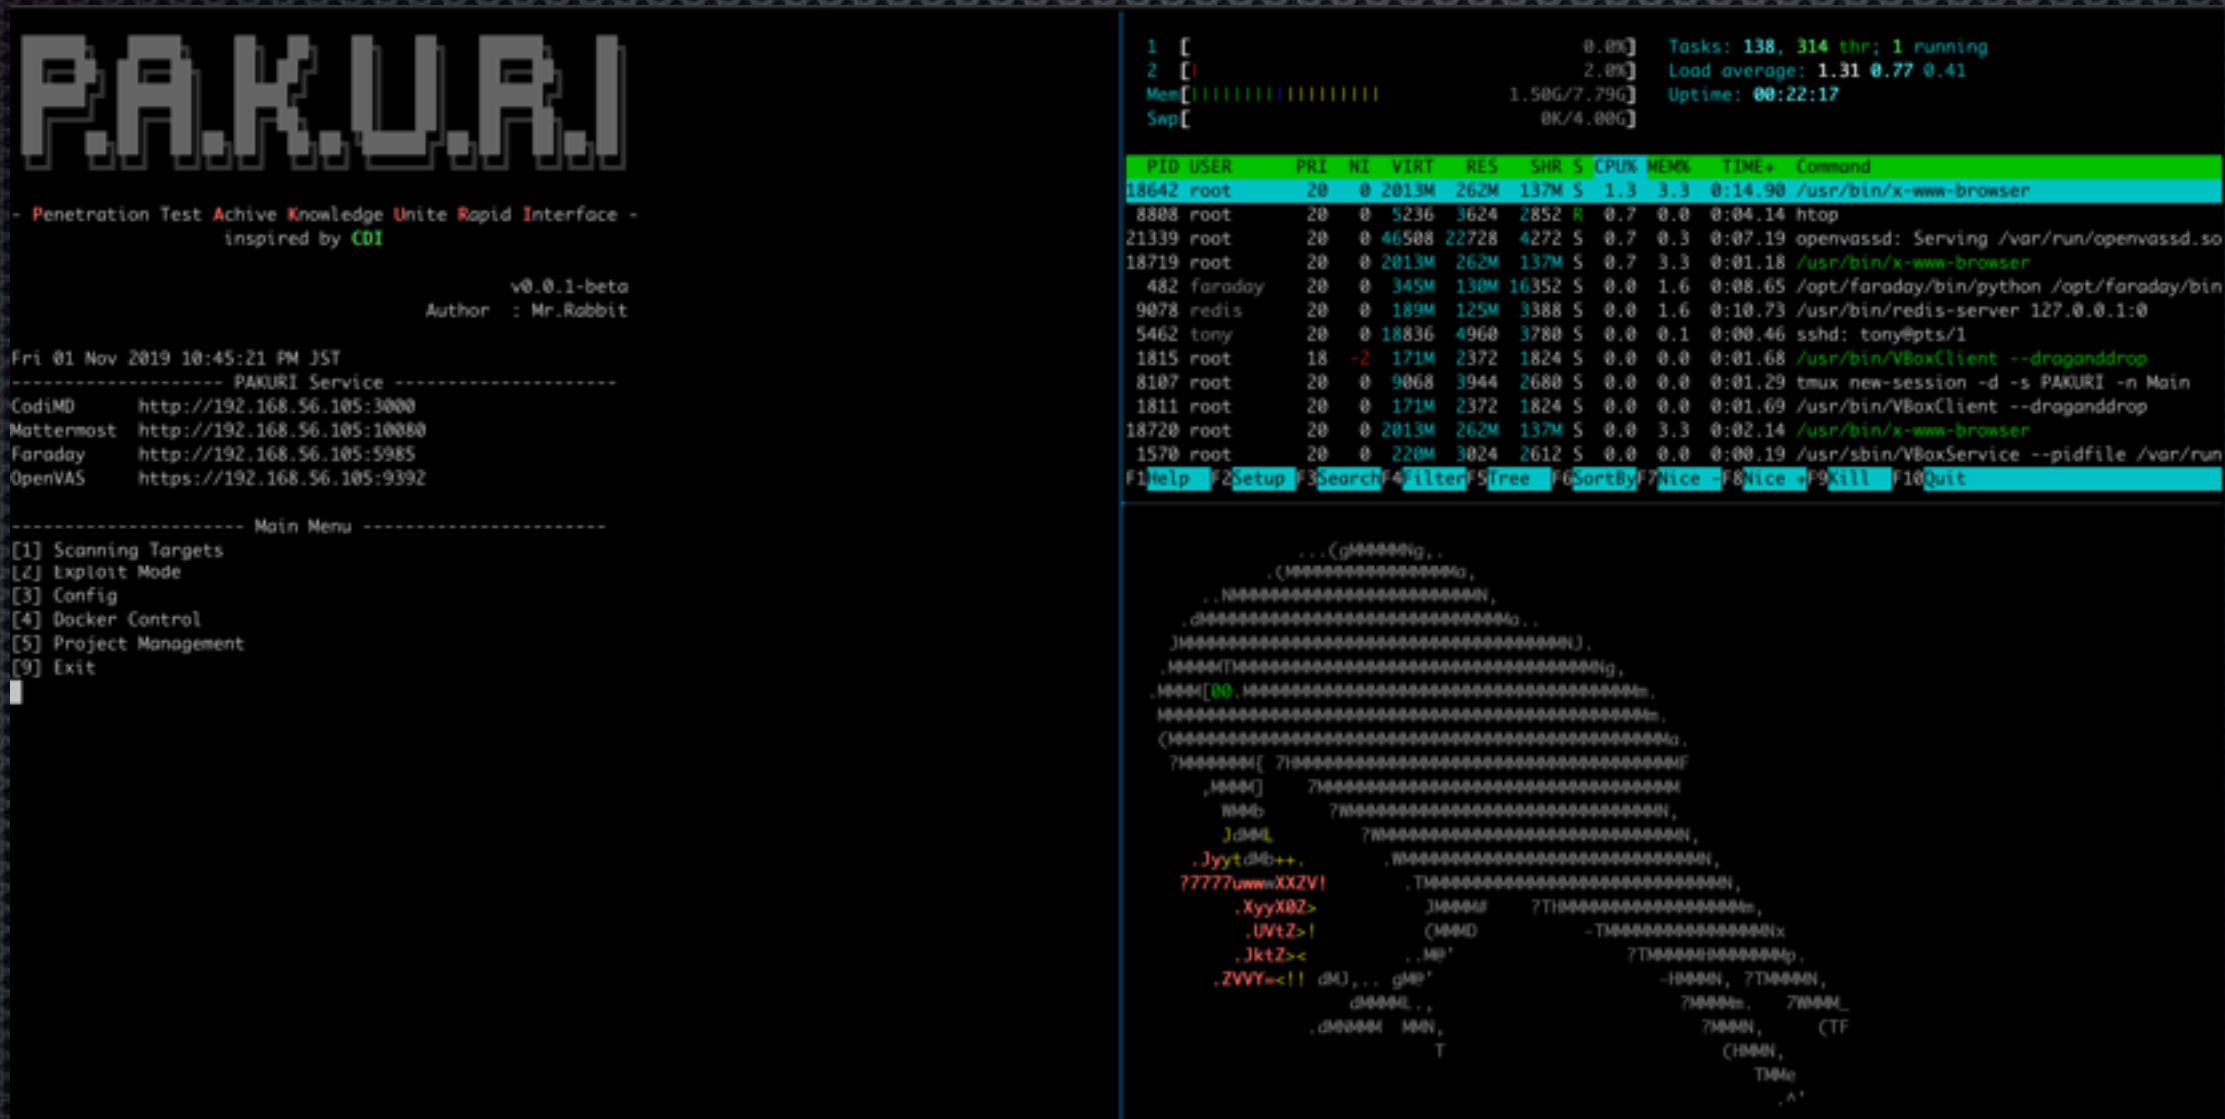 P.A.K.U.R.I
- Penetration Test Achive Knowledge Unite Rapid Interface -
inspired by CDI
v0.0.1-beta
Author : Mr.Rabbit
Fri 01 Nov 2019 10:45:21 PM JST
--------------------- PAKURI Service ---------------------
CodiMD http://192.168.56.105:3000
Mattermost http://192.168.56.105:10080
Faraday http://192.168.56.105:5985
OpenVAS https://192.168.56.105:9392
---------------------- Main Menu -----------------------
[1] Scanning Targets
[2] Exploit Mode
[3] Config
[4] Docker Control
[5] Project Management
[9] Exit
1 [ 0.0%]
2 [| 2.0%]
Mem[|||||||||||||||||| 1.50G/7.79G]
Swp[ 0K/4.00G]
Tasks: 138, 314 thr; 1 running
Load average: 1.31 0.77 0.41
Uptime: 00:22:17
PID USER PRI NI VIRT RES SHR S CPU% MEM% TIME+ Command
18642 root 20 0 2013M 262M 137M S 1.3 3.3 0:14.90 /usr/bin/x-www-browser
8808 root 20 0 5236 3624 2852 R 0.7 0.0 0:04.14 htop
21339 root 20 0 46508 22728 4272 S 0.7 0.3 0:07.19 openvassd: Serving /var/run/openvassd.so
18719 root 20 0 2013M 262M 137M S 0.7 3.3 0:01.18 /usr/bin/x-www-browser
482 faraday 20 0 345M 130M 16352 S 0.0 1.6 0:08.65 /opt/faraday/bin/python /opt/faraday/bin
9078 redis 20 0 189M 125M 3388 S 0.0 1.6 0:10.73 /usr/bin/redis-server 127.0.0.1:0
5462 tony 20 0 18836 4960 3780 S 0.0 0.1 0:00.46 sshd: tony@pts/1
1815 root 18 -2 171M 2372 1824 S 0.0 0.0 0:01.68 /usr/bin/VBoxClient --draganddrop
8107 root 20 0 9068 3944 2680 S 0.0 0.0 0:01.29 tmux new-session -d -s PAKURI -n Main
1811 root 20 0 171M 2372 1824 S 0.0 0.0 0:01.69 /usr/bin/VBoxClient --draganddrop
18720 root 20 0 2013M 262M 137M S 0.0 3.3 0:02.14 /usr/bin/x-www-browser
1570 root 20 0 220M 3024 2612 S 0.0 0.0 0:00.19 /usr/sbin/VBoxService --pidfile /var/run
F1Help F2Setup F3SearchF4FilterF5Tree F6SortByF7Nice -F8Nice +F9Kill F10Quit